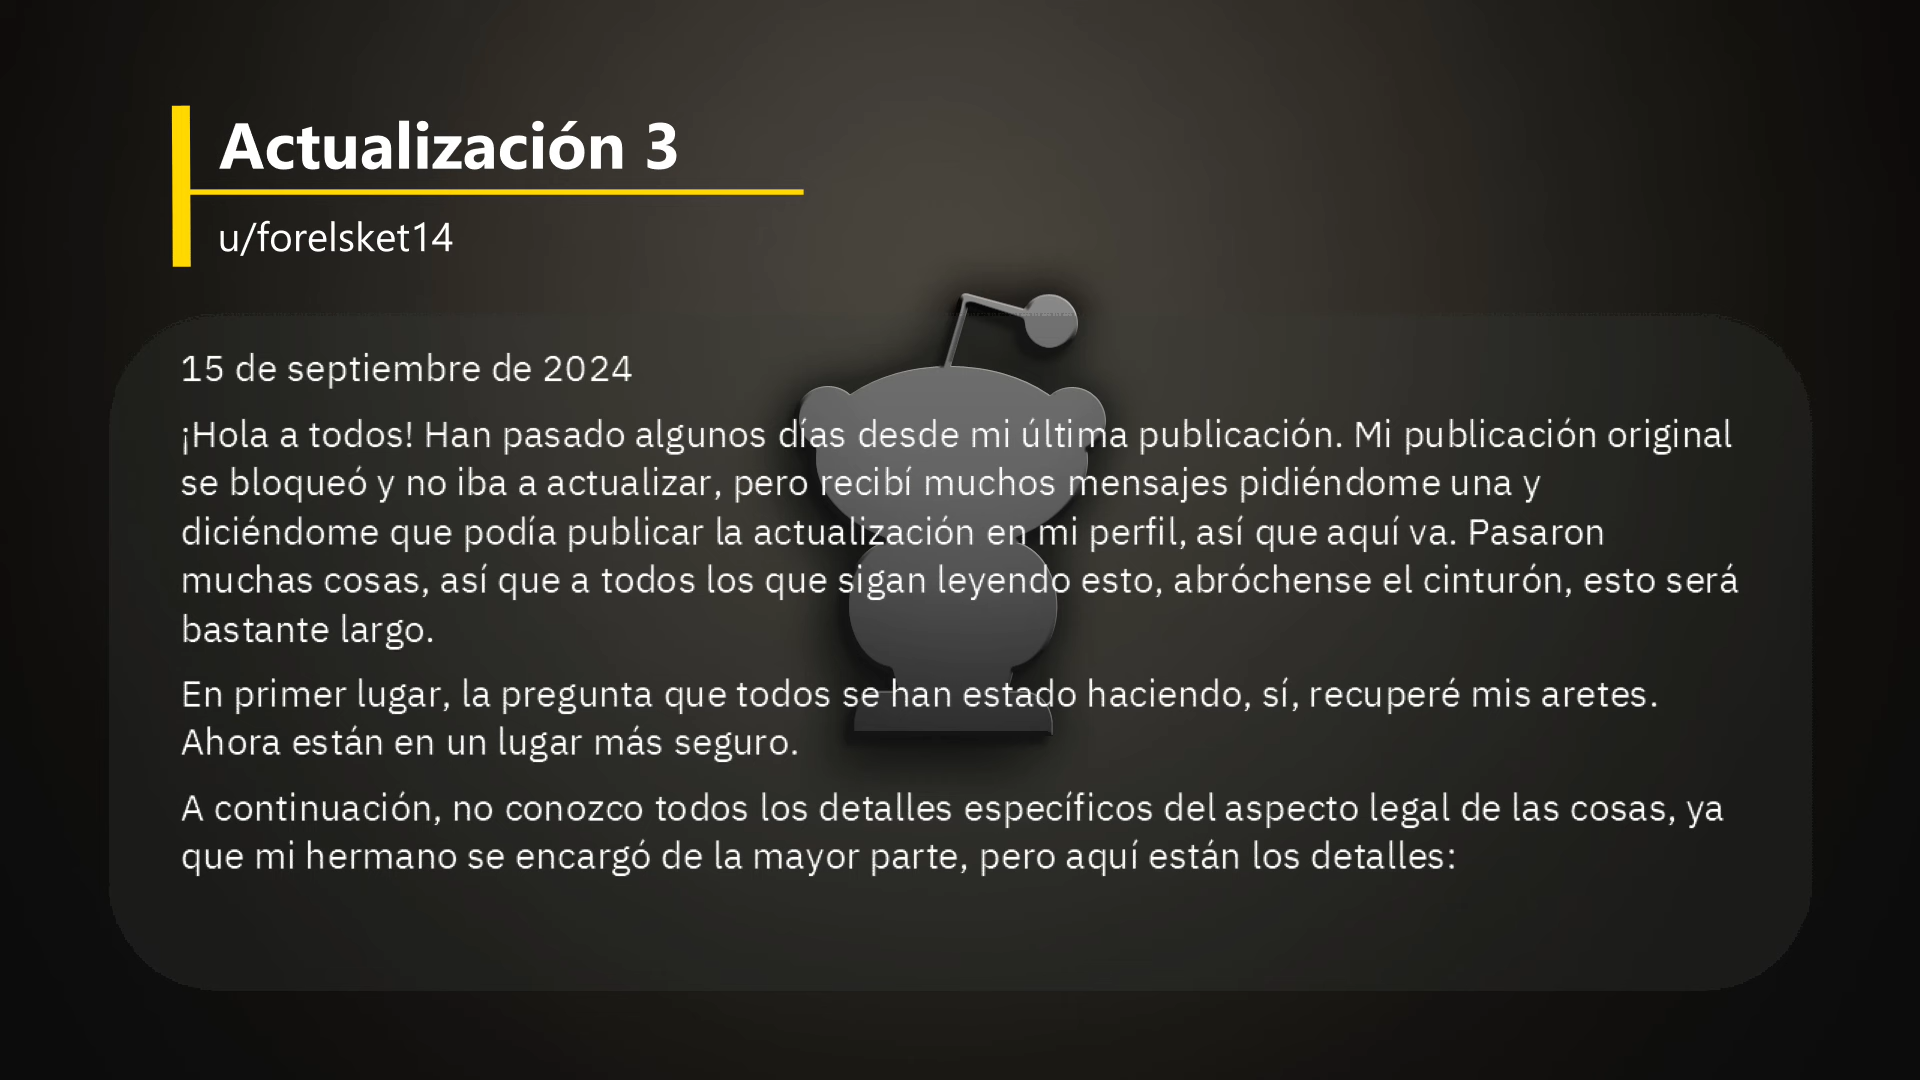 Actualización 3
u/forelsket14
15 de septiembre de 2024
¡Hola a todos! Han pasado algunos días desde mi última publicación. Mi publicación original
se bloqueó y no iba a actualizar, pero recibí muchos mensajes pidiéndome una y
diciéndome que podía publicar la actualización en mi perfil, así que aquí va. Pasaron
muchas cosas, así que a todos los que sigan leyendo esto, abróchense el cinturón, esto será
bastante largo.
En primer lugar, la pregunta que todos se han estado haciendo, sí, recuperé mis aretes.
Ahora están en un lugar más seguro.
A continuación, no conozco todos los detalles específicos del aspecto legal de las cosas, ya
que mi hermano se encargó de la mayor parte, pero aquí están los detalles: